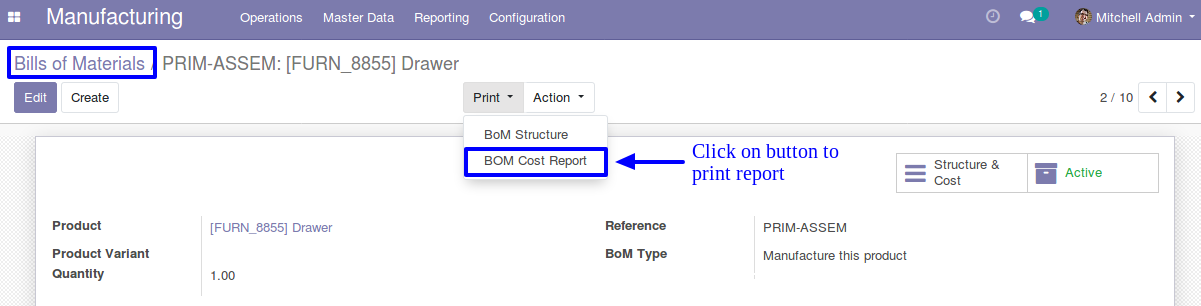 Manufacturing Operations Master Data Reporting Configuration 1 Mitchell Admin
Bills of Materials / PRIM-ASSEM: [FURN_8855] Drawer
Edit Create Print Action 2 / 10
BoM Structure
BOM Cost Report
Click on button to
print report
Structure &
Cost
Active
Product [FURN_8855] Drawer Reference PRIM-ASSEM
Product Variant BoM Type Manufacture this product
Quantity 1.00